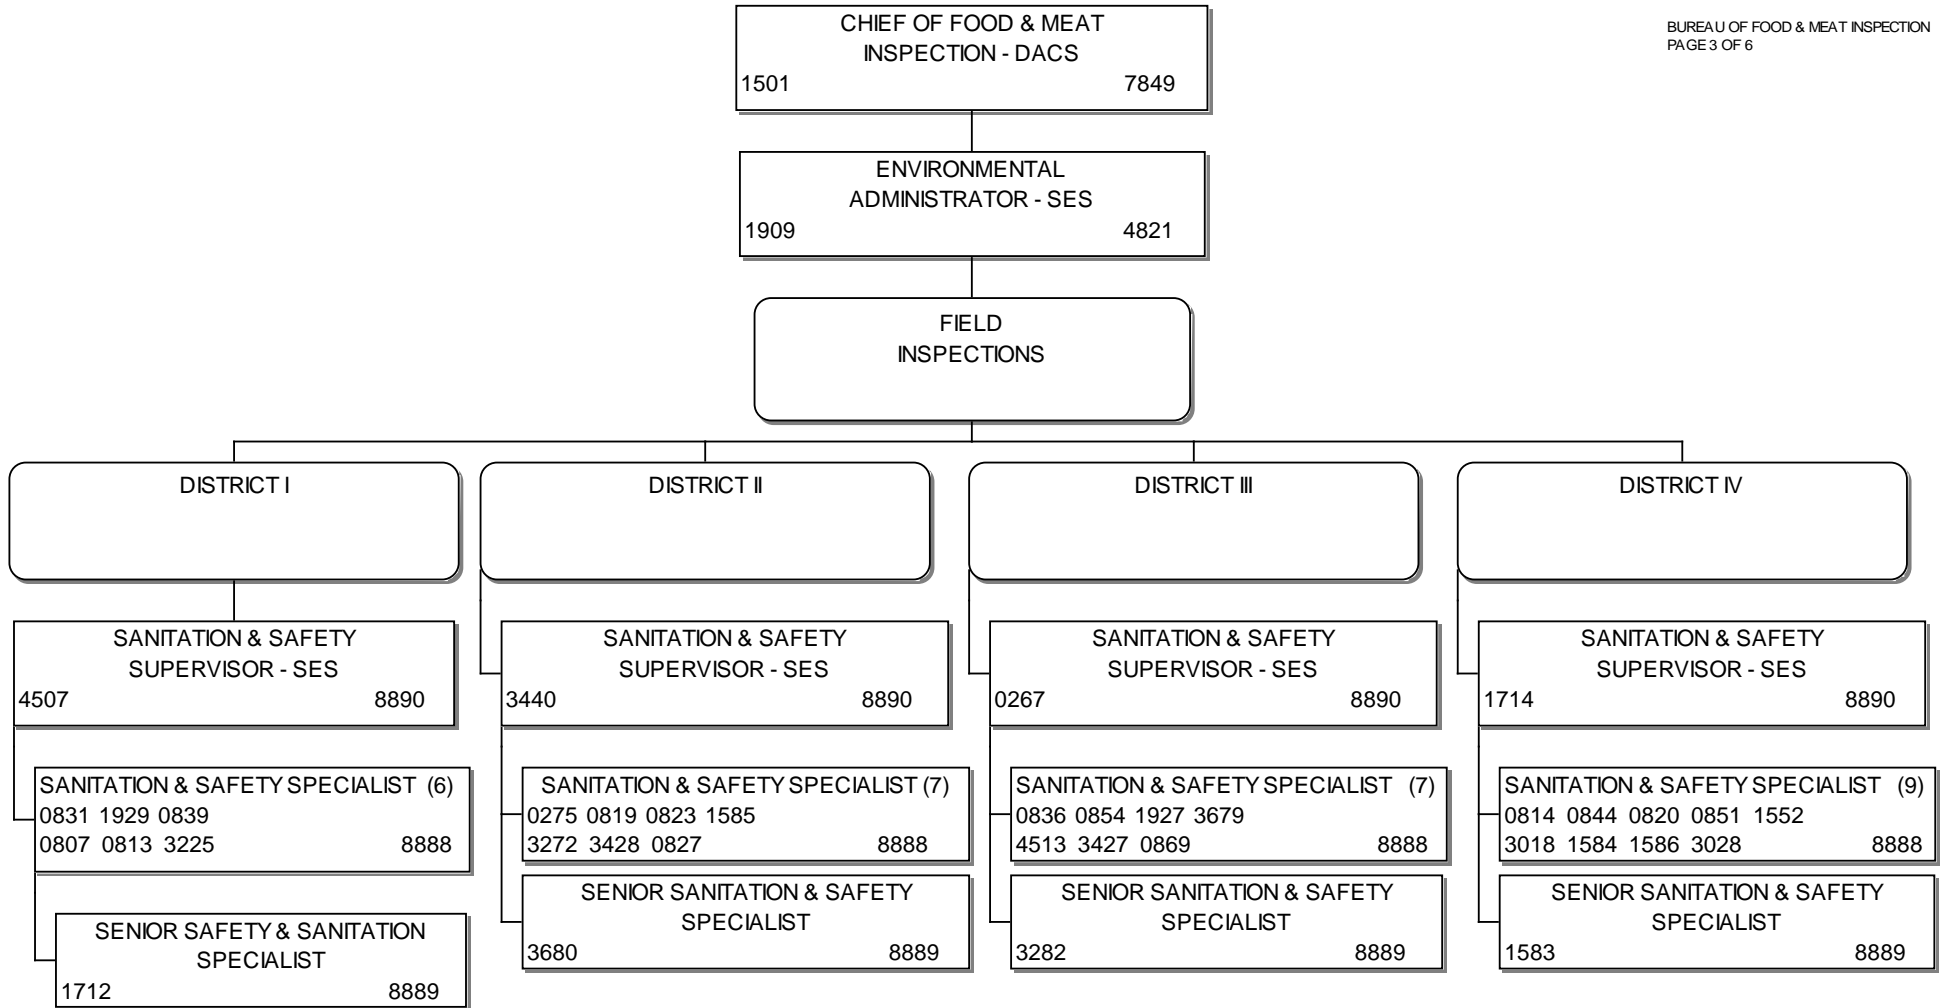 BUREAU OF FOOD & MEAT INSPECTION
PAGE 3 OF 6
CHIEF OF FOOD & MEAT
INSPECTION - DACS
1501 7849
ENVIRONMENTAL
ADMINISTRATOR - SES
1909 4821
FIELD
INSPECTIONS
DISTRICT I
SANITATION & SAFETY
SUPERVISOR - SES
4507 8890
SANITATION & SAFETY SPECIALIST (6)
0831 1929 0839
0807 0813 3225 8888
SENIOR SAFETY & SANITATION
SPECIALIST
1712 8889
DISTRICT II
SANITATION & SAFETY
SUPERVISOR - SES
3440 8890
SANITATION & SAFETY SPECIALIST (7)
0275 0819 0823 1585
3272 3428 0827 8888
SENIOR SANITATION & SAFETY
SPECIALIST
3680 8889
DISTRICT III
SANITATION & SAFETY
SUPERVISOR - SES
0267 8890
SANITATION & SAFETY SPECIALIST (7)
0836 0854 1927 3679
4513 3427 0869 8888
SENIOR SANITATION & SAFETY
SPECIALIST
3282 8889
DISTRICT IV
SANITATION & SAFETY
SUPERVISOR - SES
1714 8890
SANITATION & SAFETY SPECIALIST (9)
0814 0844 0820 0851 1552
3018 1584 1586 3028 8888
SENIOR SANITATION & SAFETY
SPECIALIST
1583 8889